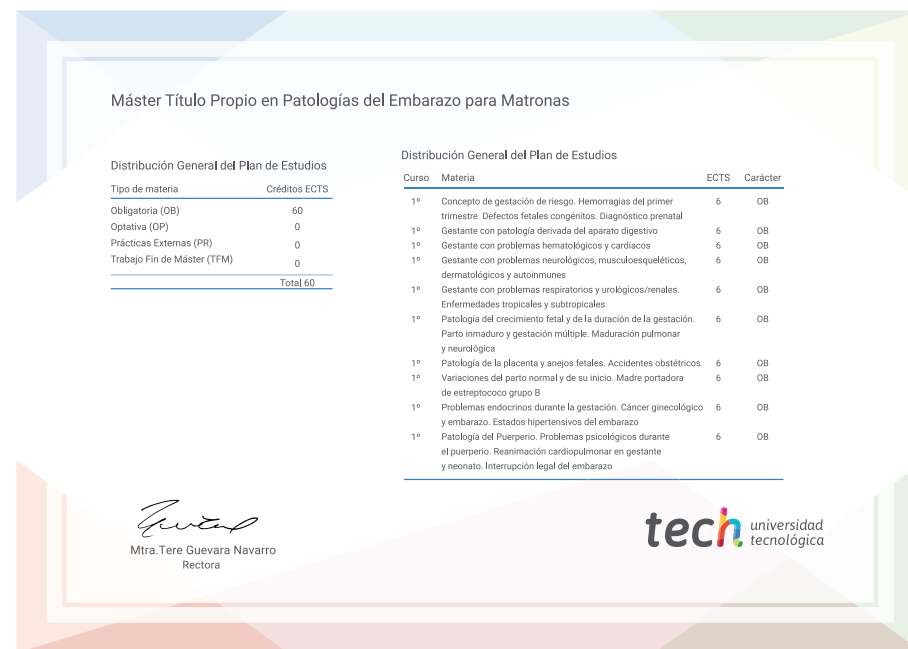 Máster Título Propio en Patologías del Embarazo para Matronas
Distribución General del Plan de Estudios
Tipo de materia Créditos ECTS
Obligatoria (OB) 60
Optativa (OP) 0
Prácticas Externas (PR) 0
Trabajo Fin de Máster (TFM) 0
Total 60
Distribución General del Plan de Estudios
Curso Materia ECTS Carácter
1º Concepto de gestación de riesgo. Hemorragias del primer 6 OB
trimestre. Defectos fetales congénitos. Diagnóstico prenatal
1º Gestante con patología derivada del aparato digestivo 6 OB
1º Gestante con problemas hematológicos y cardíacos 6 OB
1º Gestante con problemas neurológicos, musculoesqueléticos, 6 OB
dermatológicos y autoinmunes
1º Gestante con problemas respiratorios y urológicos/renales. 6 OB
Enfermedades tropicales y subtropicales
1º Patología del crecimiento fetal y de la duración de la gestación. 6 OB
Parto inmaduro y gestación múltiple. Maduración pulmonar
y neurológica
1º Patología de la placenta y anejos fetales. Accidentes obstétricos 6 OB
1º Variaciones del parto normal y de su inicio. Madre portadora 6 OB
de estreptococo grupo B
1º Problemas endocrinos durante la gestación. Cáncer ginecológico 6 OB
y embarazo. Estados hipertensivos del embarazo
1º Patología del Puerperio. Problemas psicológicos durante 6 OB
el puerperio. Reanimación cardiopulmonar en gestante
y neonato. Interrupción legal del embarazo
Mtra.Tere Guevara Navarro
Rectora
tech universidad
tecnológica